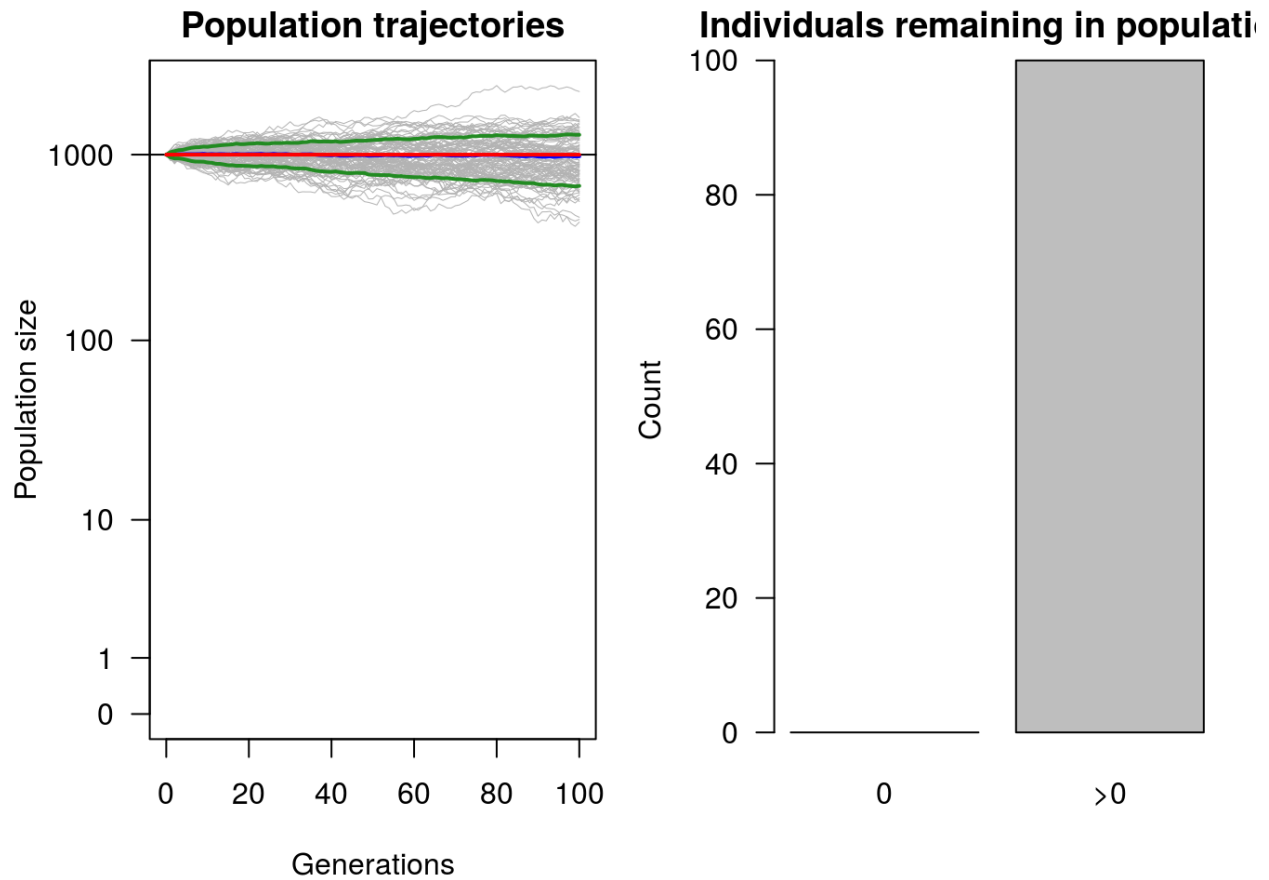 Population trajectories
Population size
1000
100
10
1
0
0 20 40 60 80 100
Generations
Individuals remaining in populati
Count
100
80
60
40
20
0
0 >0